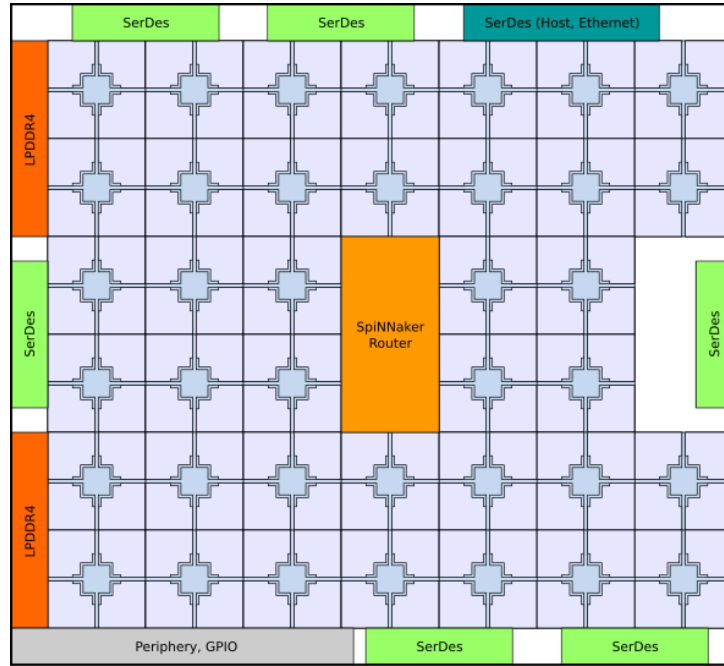 SerDes
SerDes
SerDes (Host, Ethernet)
LPDDR4
SerDes
SpiNNaker
Router
SerDes
LPDDR4
Periphery, GPIO
SerDes
SerDes